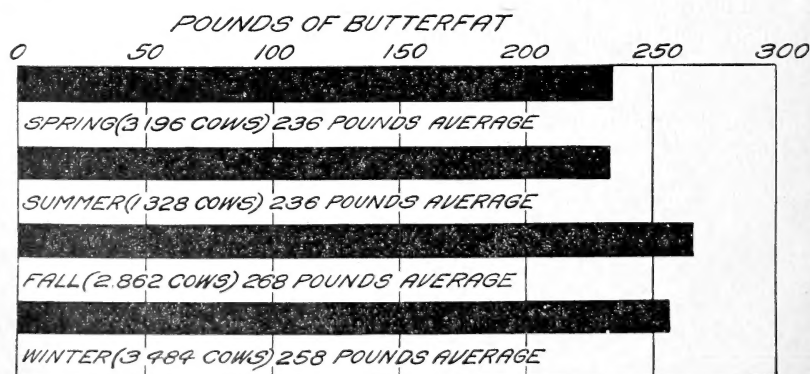 POUNDS OF BUTTERFAT
0 50 100 150 200 250 300
SPRING (3 196 COWS) 236 POUNDS AVERAGE
SUMMER (1 328 COWS) 236 POUNDS AVERAGE
FALL (2.862 COWS) 268 POUNDS AVERAGE
WINTER (3 484 COWS) 258 POUNDS AVERAGE